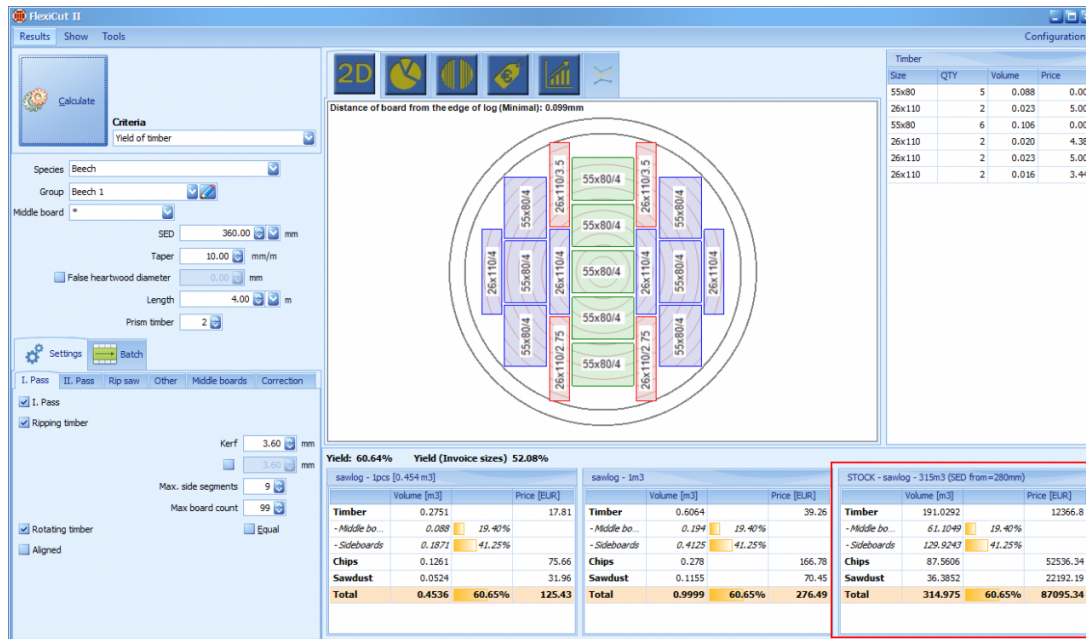 FlexiCut II
Results Show Tools Configuration
Calculate
Criteria
Yield of timber
Species Beech
Group Beech 1
Middle board *
SED 360.00 mm
Taper 10.00 mm/m
False heartwood diameter 0.00 mm
Length 4.00 m
Prism timber 2
Settings Batch
I. Pass II. Pass Rip saw Other Middle boards Correction
I. Pass
Ripping timber
Kerf 3.60 mm
3.60 mm
Max. side segments 9
Max board count 99
Rotating timber Equal
Aligned
2D
Distance of board from the edge of log (Minimal): 0.099mm
26x110/3.5 26x110/3.5
55x80/4 55x80/4 55x80/4
55x80/4
26x110/4 55x80/4 26x110/4 55x80/4 26x110/4 55x80/4 26x110/4
55x80/4
55x80/4 55x80/4
26x110/2.75 26x110/2.75
55x80/4
Timber
Size QTY Volume Price
55x80 5 0.088 0.00
26x110 2 0.023 5.00
55x80 6 0.106 0.00
26x110 2 0.020 4.38
26x110 2 0.023 5.00
26x110 2 0.016 3.44
Yield: 60.64% Yield (Invoice sizes) 52.08%
sawlog - 1pcs [0.454 m3]
Volume [m3] Price [EUR]
Timber 0.2751 17.81
- Middle bo... 0.088 19.40%
- Sideboards 0.1871 41.25%
Chips 0.1261 75.66
Sawdust 0.0524 31.96
Total 0.4536 60.65% 125.43
sawlog - 1m3
Volume [m3] Price [EUR]
Timber 0.6064 39.26
- Middle bo... 0.194 19.40%
- Sideboards 0.4125 41.25%
Chips 0.278 166.78
Sawdust 0.1155 70.45
Total 0.9999 60.65% 276.49
STOCK - sawlog - 315m3 (SED from=280mm)
Volume [m3] Price [EUR]
Timber 191.0292 12366.8
- Middle bo... 61.1049 19.40%
- Sideboards 129.9243 41.25%
Chips 87.5606 52536.34
Sawdust 36.3852 22192.19
Total 314.975 60.65% 87095.34